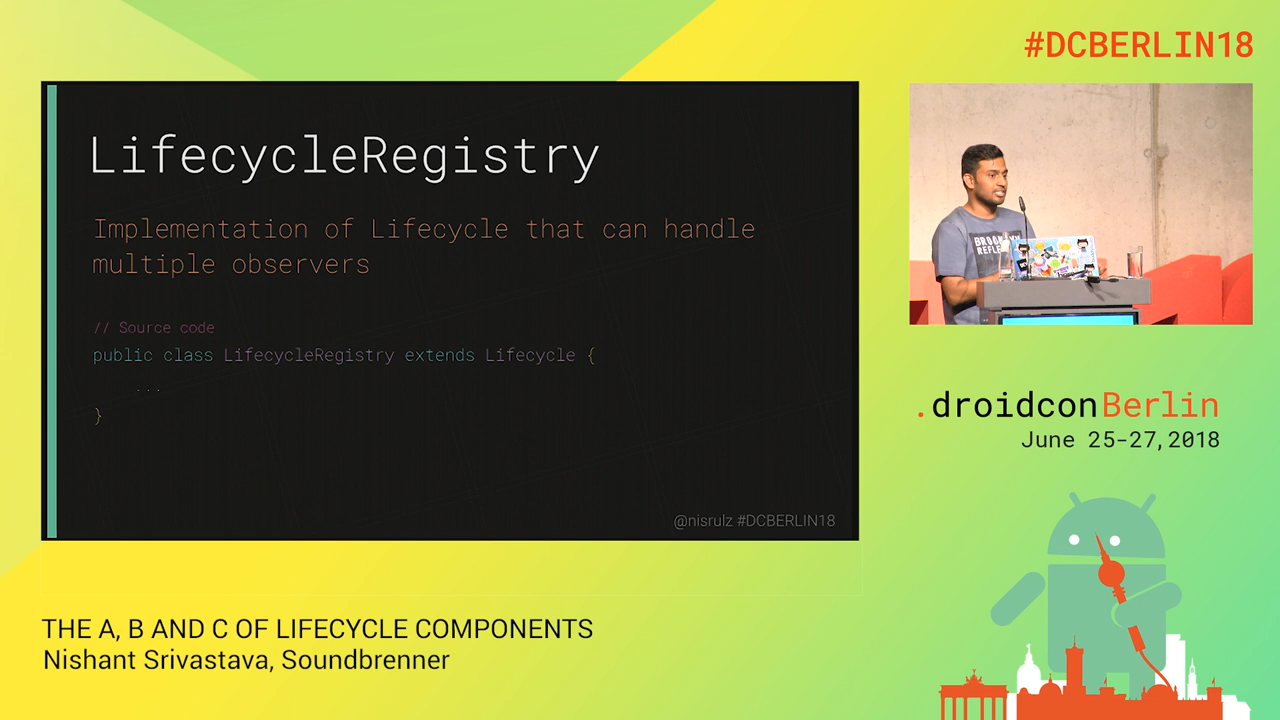 #DCBERLIN18
LifecycleRegistry
Implementation of Lifecycle that can handle
multiple observers
// Source code
public class LifecycleRegistry extends Lifecycle {
...
}
@nisrulz #DCBERLIN18
.droidconBerlin
June 25-27, 2018
THE A, B AND C OF LIFECYCLE COMPONENTS
Nishant Srivastava, Soundbrenner